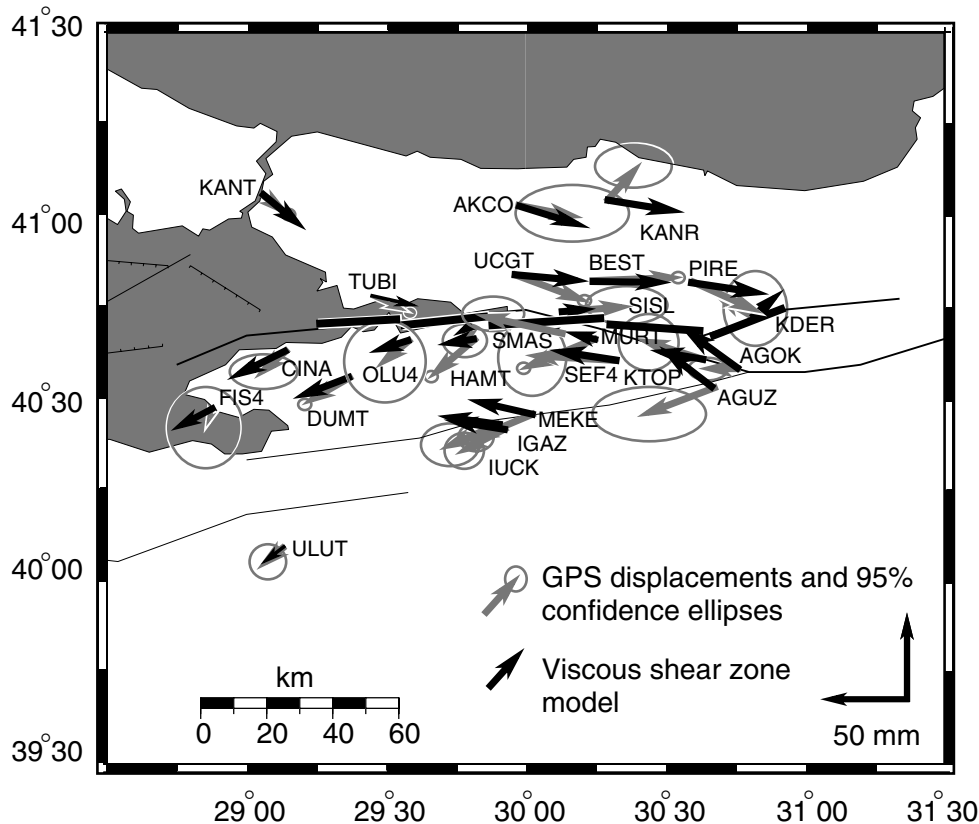 41°30
41°00
40°30
40°00
39°30
KANT
AKCO
KANR
UCGT
BEST
PIRE
TUBI
SISL
KDER
SMAS
MURT
AGOK
CINA
OLU4
HAMT
SEF4
KTOP
FIS4
DUMT
AGUZ
MEKE
IGAZ
IUCK
ULUT
GPS displacements and 95%
confidence ellipses
Viscous shear zone
model
km
0 20 40 60
50 mm
29°00 29°30 30°00 30°30 31°00 31°30